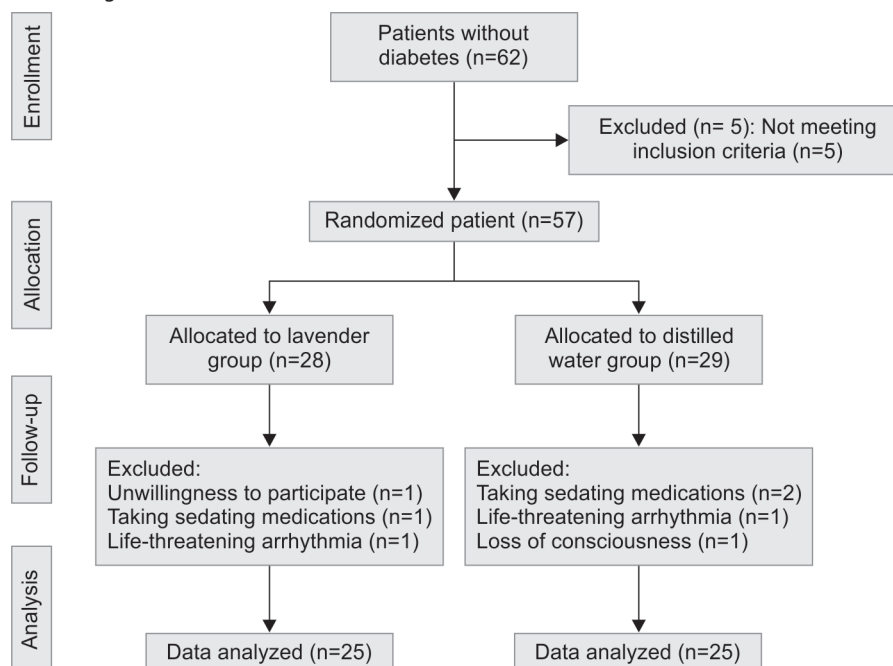 Enrollment
Patients without
diabetes (n=62)
Excluded (n= 5): Not meeting
inclusion criteria (n=5)
Allocation
Randomized patient (n=57)
Allocated to lavender
group (n=28)
Allocated to distilled
water group (n=29)
Follow-up
Excluded:
Unwillingness to participate (n=1)
Taking sedating medications (n=1)
Life-threatening arrhythmia (n=1)
Excluded:
Taking sedating medications (n=2)
Life-threatening arrhythmia (n=1)
Loss of consciousness (n=1)
Analysis
Data analyzed (n=25)
Data analyzed (n=25)